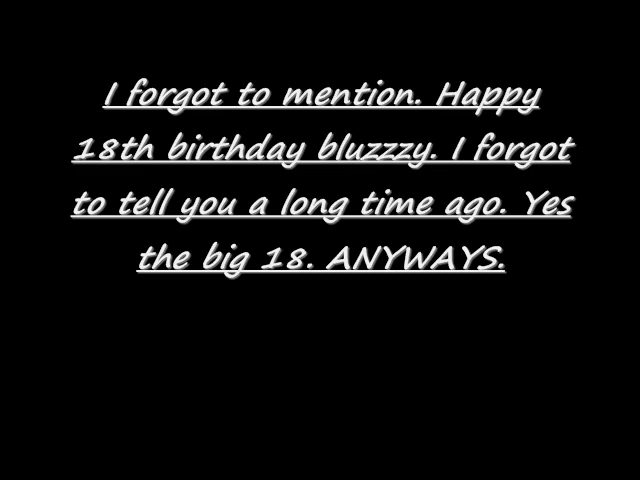 I forgot to mention. Happy
18th birthday bluzzzy. I forgot
to tell you a long time ago. Yes
the big 18. ANYWAYS.